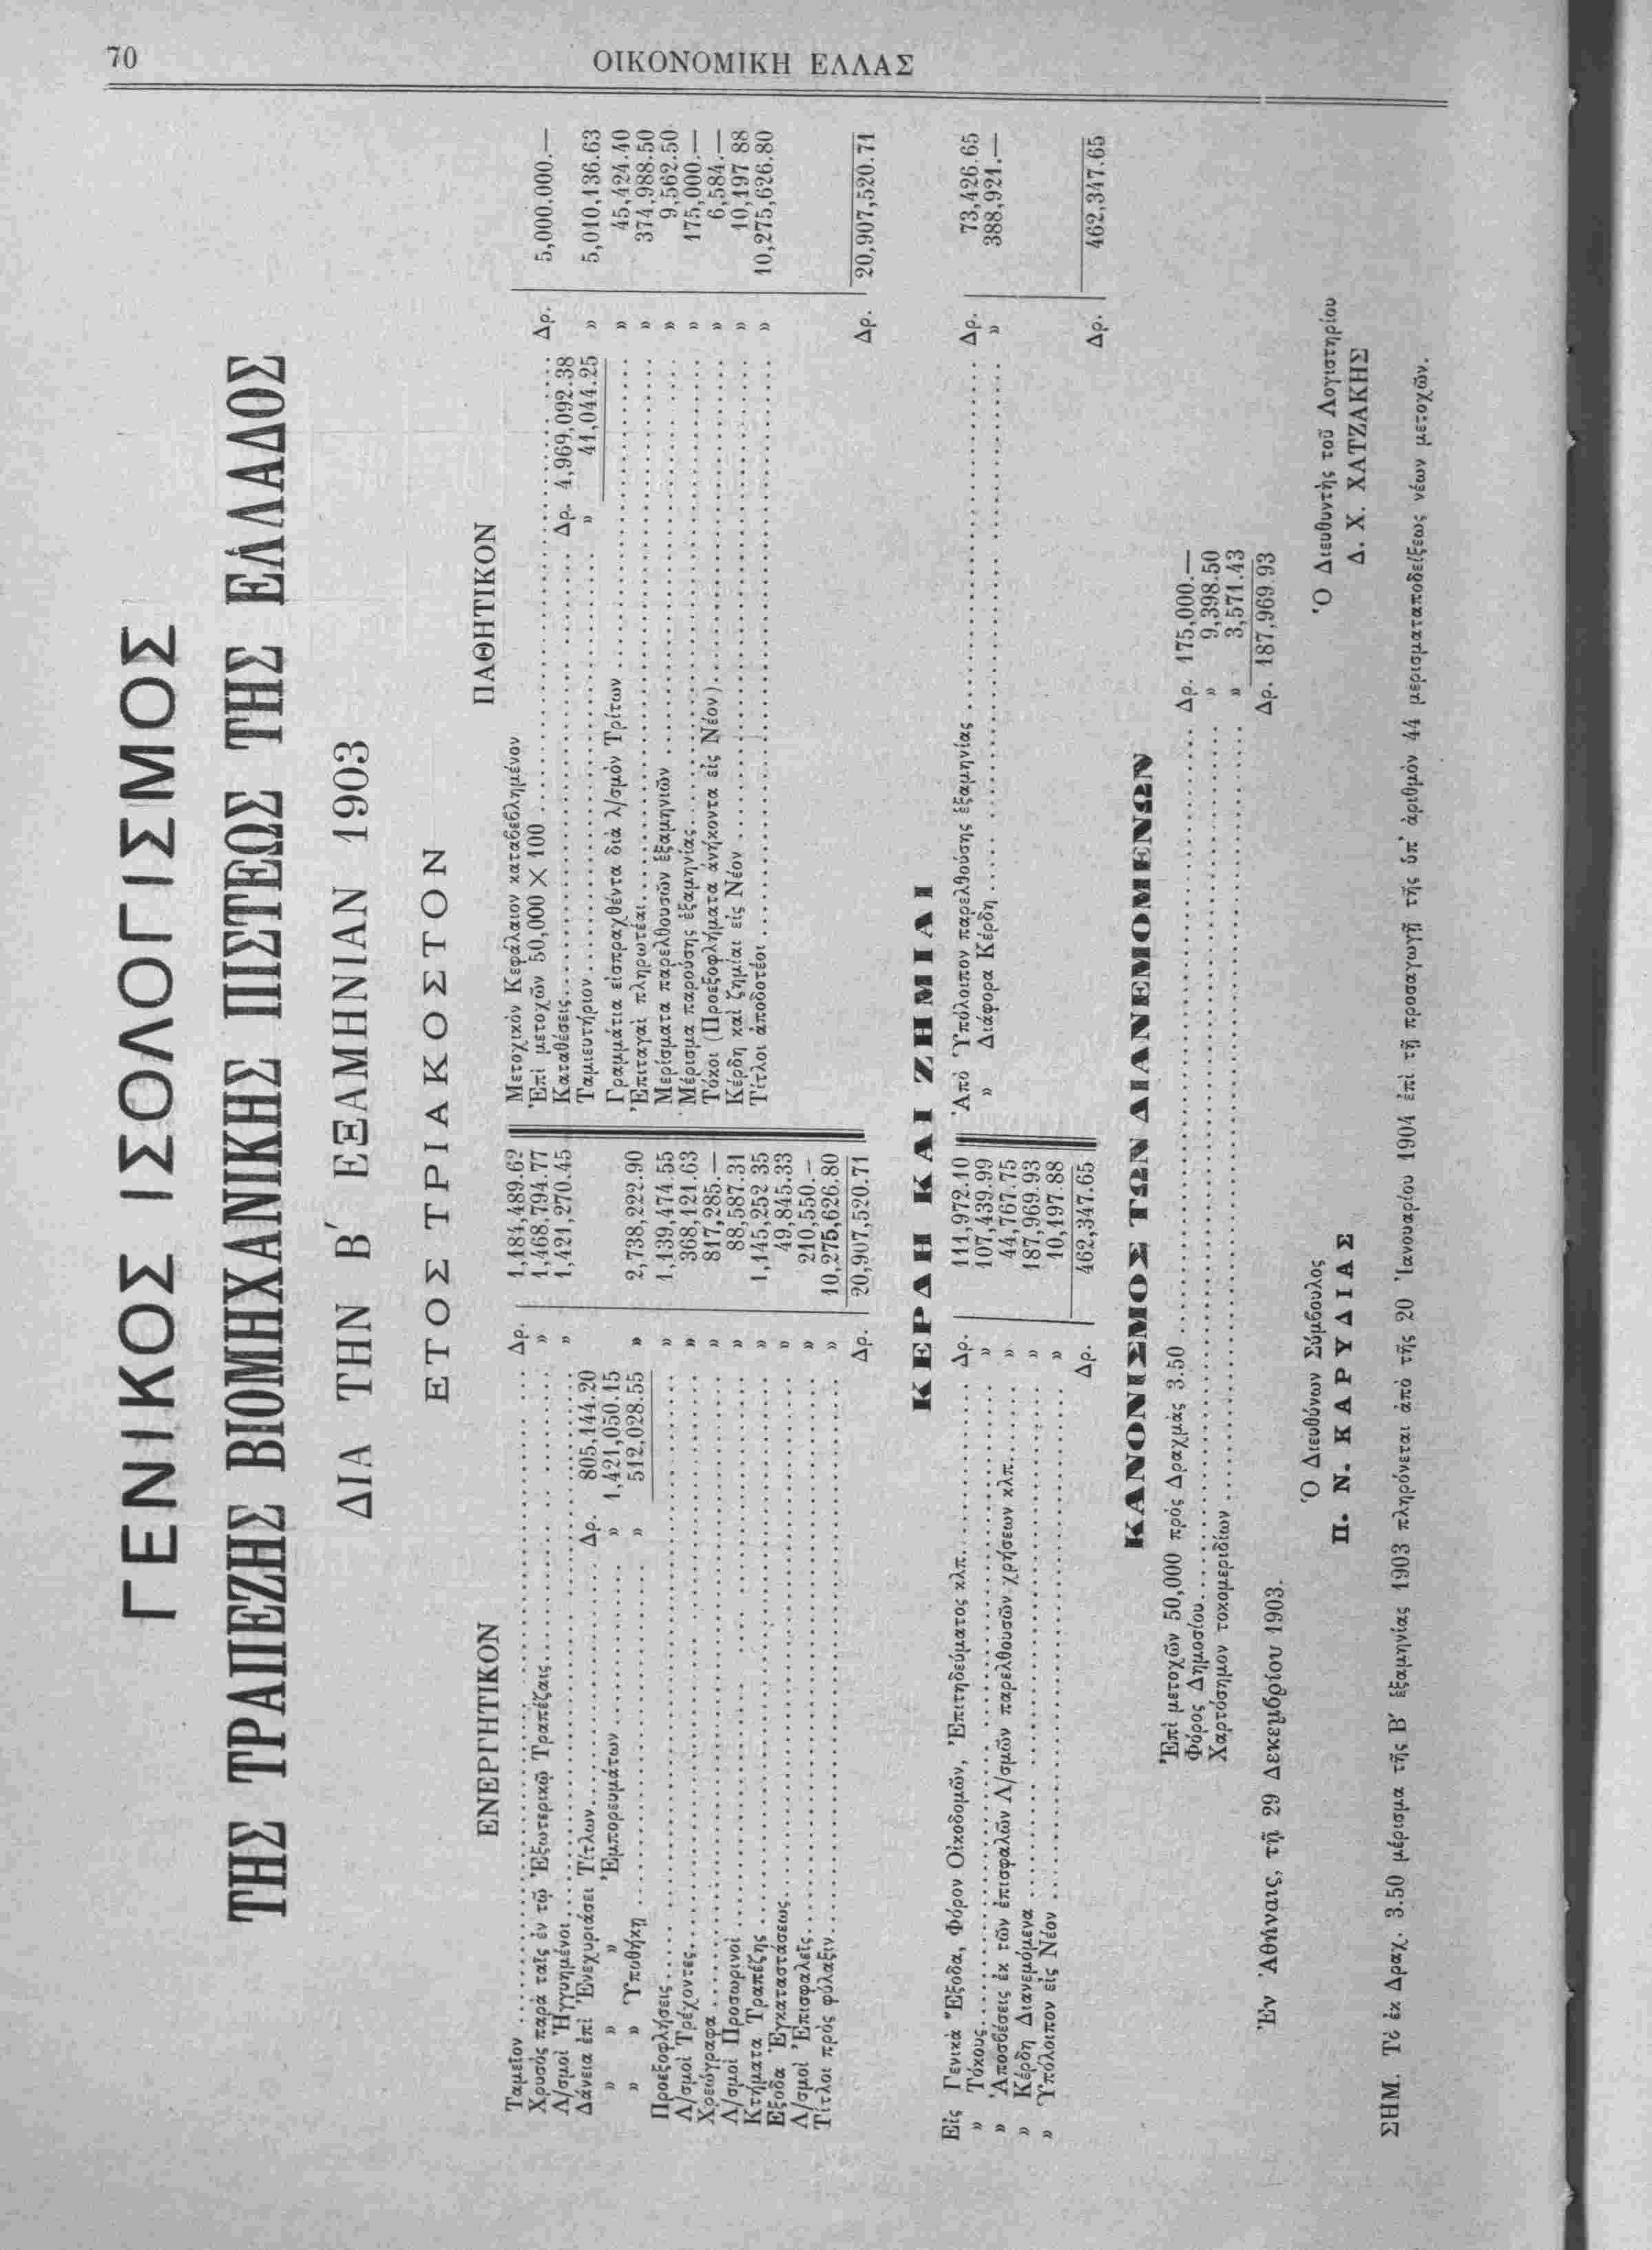 70
ΟΙΚΟΝΟΜΙΚΗ ΕΛΛΑΣ
ΓΕΝΙΚΟΣ ΙΣΟΛΟΓΙΣΜΟΣ
ΤΗΣ ΤΡΑΠΕΖΗΣ ΒΙΟΜΗΧΑΝΙΚΗΣ ΠΙΣΤΕΩΣ ΤΗΣ ΕΛΛΑΔΟΣ
ΔΙΑ ΤΗΝ Β′ ΕΞΑΜΗΝΙΑΝ 1903
ΕΤΟΣ ΤΡΙΑΚΟΣΤΟΝ
ΕΝΕΡΓΗΤΙΚΟΝ
Ταμεῖον Δρ. 1,184,489.62
Χρυσὸς παρὰ ταῖς ἐν τῷ Ἐξωτερικῷ Τραπέζαις » 1,468,794.77
Λ/σμοὶ Ἠγγυημένοι » 1,421,270.45
Δάνεια ἐπὶ Ἐνεχυριάσει Τίτλων Δρ. 805,144.20
» » » Ἐμπορευμάτων » 1,421,050.15
» » Ὑποθήκῃ » 512,028.55 » 2,738,222.90
Προεξοφλήσεις » 1,139,474.55
Λ/σμοὶ Τρέχοντες » 368,121.63
Χρεώγραφα » 817,285.—
Λ/σμοὶ Προσωρινοὶ » 88,587.31
Κτήματα Τραπέζης » 1,145,252 35
Ἔξοδα Ἐγκαταστάσεως » 49,845.33
Λ/σμοὶ Ἐπισφαλεῖς » 210,550.—
Τίτλοι πρὸς φύλαξιν » 10,275,626.80
Δρ. 20,907,520.71
ΠΑΘΗΤΙΚΟΝ
Μετοχικὸν Κεφάλαιον καταβεβλημένον
Ἐπὶ μετοχῶν 50,000 × 100 Δρ. 5,000,000.—
Καταθέσεις Δρ. 4,969,092.38
Ταμιευτήριον » 41,044.25 » 5,010,136.63
Γραμμάτια εἰσπραχθέντα διὰ λ/σμὸν Τρίτων » 45,424.40
Ἐπιταγαὶ πληρωτέαι » 374,988.50
Μερίσματα παρελθουσῶν ἑξαμηνιῶν » 9,562.50
Μέρισμα παρούσης ἑξαμηνίας » 175,000.—
Τόκοι (Προεξοφλήματα ἀνήκοντα εἰς Νέον) » 6,584.—
Κέρδη καὶ ζημίαι εἰς Νέον » 10,197 88
Τίτλοι ἀποδοτέοι » 10,275,626.80
Δρ. 20,907,520.71
ΚΕΡΔΗ ΚΑΙ ΖΗΜΙΑΙ
Εἰς Γενικὰ Ἔξοδα, Φόρον Οἰκοδομῶν, Ἐπιτηδεύματος κλπ. Δρ. 111,972.10
» Τόκους » 107,439.99
» Ἀποσβέσεις ἐκ τῶν ἐπισφαλῶν Λ/σμῶν παρελθουσῶν χρήσεων κλπ. » 44,767.75
» Κέρδη Διανεμόμενα » 187,969.93
» Ὑπόλοιπον εἰς Νέον » 10,197.88
Δρ. 462,347.65
Ἀπὸ Ὑπόλοιπον παρελθούσης ἑξαμηνίας Δρ. 73,426.65
» Διάφορα Κέρδη » 388,921.—
Δρ. 462,347.65
ΚΑΝΟΝΙΣΜΟΣ ΤΩΝ ΔΙΑΝΕΜΟΜΕΝΩΝ
Ἐπὶ μετοχῶν 50,000 πρὸς Δραχμὰς 3.50 Δρ. 175,000.—
Φόρος Δημοσίου » 9,398.50
Χαρτόσημον τοκομεριδίων » 3,571.43
Δρ. 187,969 93
Ἐν Ἀθήναις, τῇ 29 Δεκεμβρίου 1903.
Ὁ Διευθύνων Σύμβουλος
Π. Ν. ΚΑΡΥΔΙΑΣ
Ὁ Διευθυντὴς τοῦ Λογιστηρίου
Δ. Χ. ΧΑΤΖΑΚΗΣ
ΣΗΜ. Τὸ ἐκ Δραχ. 3.50 μέρισμα τῆς Β′ ἑξαμηνίας 1903 πληρόνεται ἀπὸ τῆς 20 Ἰανουαρίου 1904 ἐπὶ τῇ προσαγωγῇ τῆς ὑπ' ἀριθμὸν 44 μερισματαποδείξεως νέων μετοχῶν.